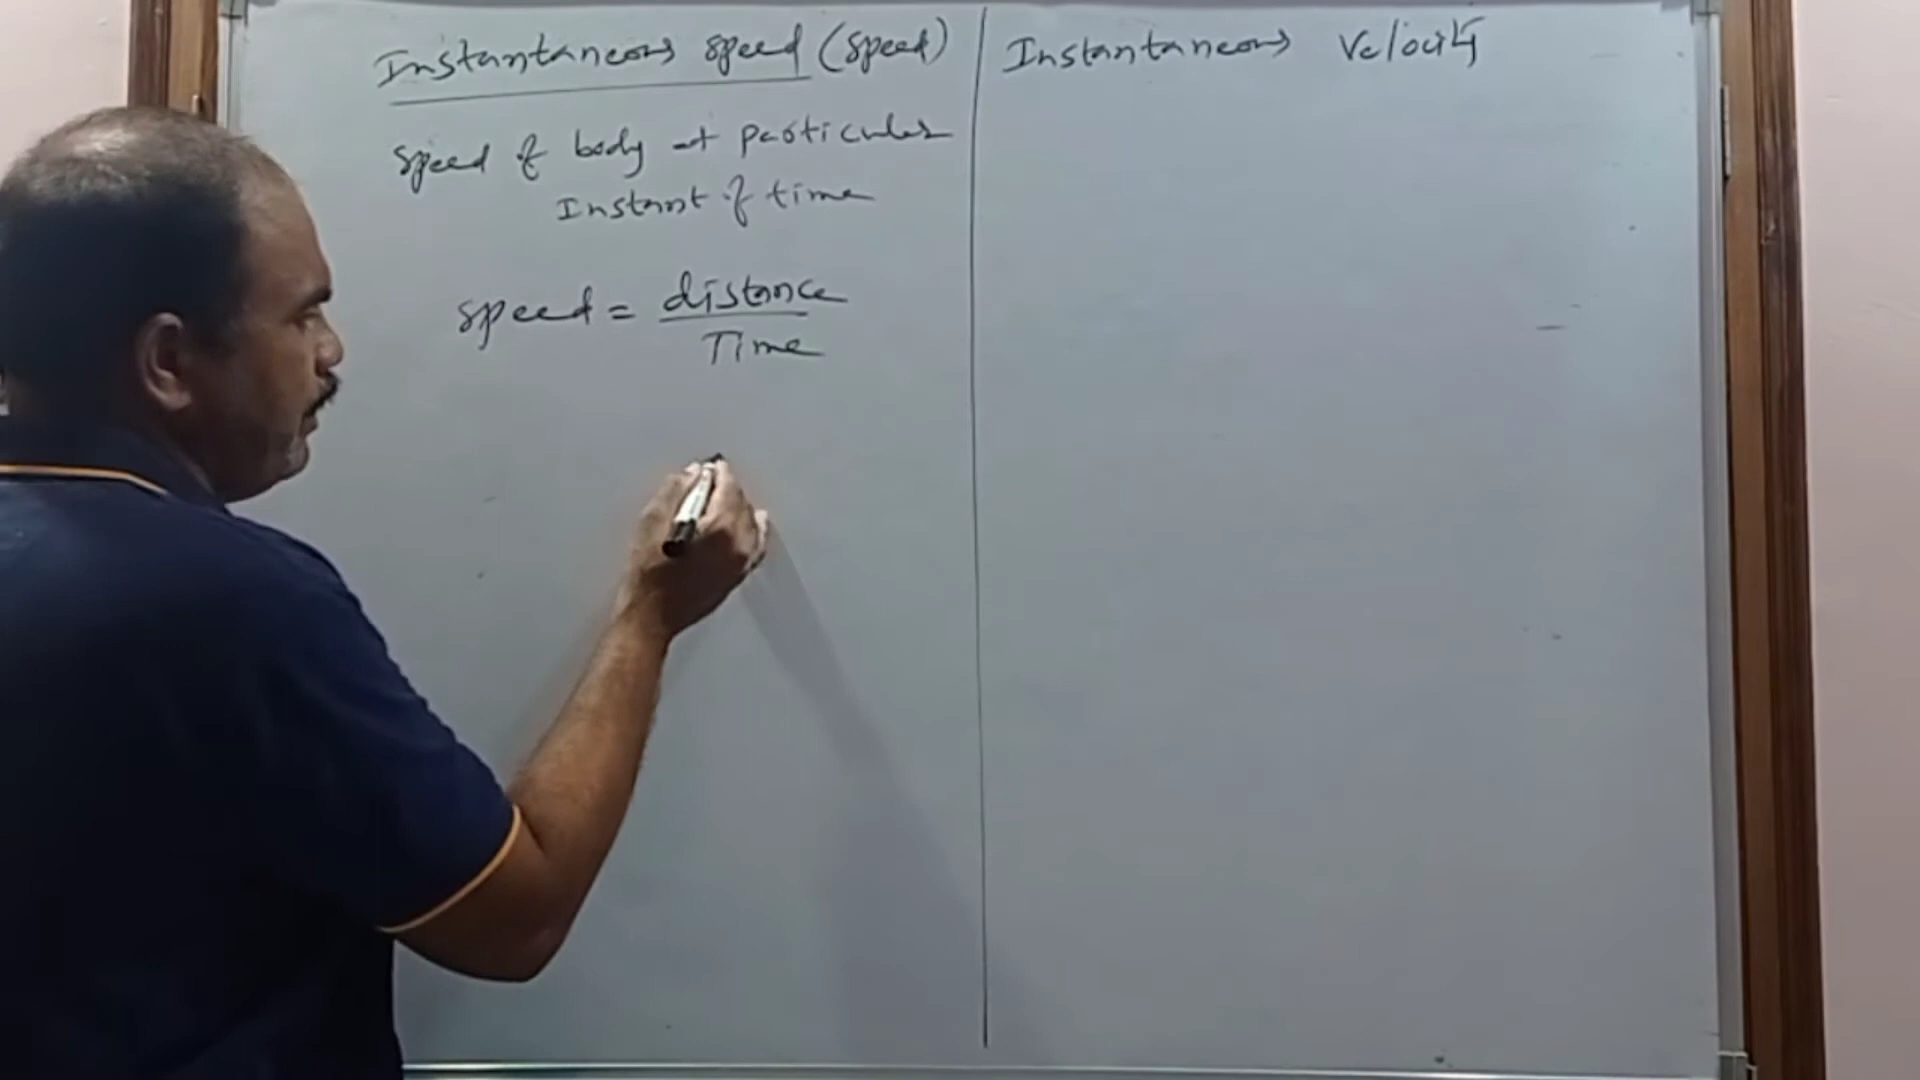 Instantaneous speed (speed)
speed of body at particular
Instant of time
speed = distance
Time
Instantaneous Velocity